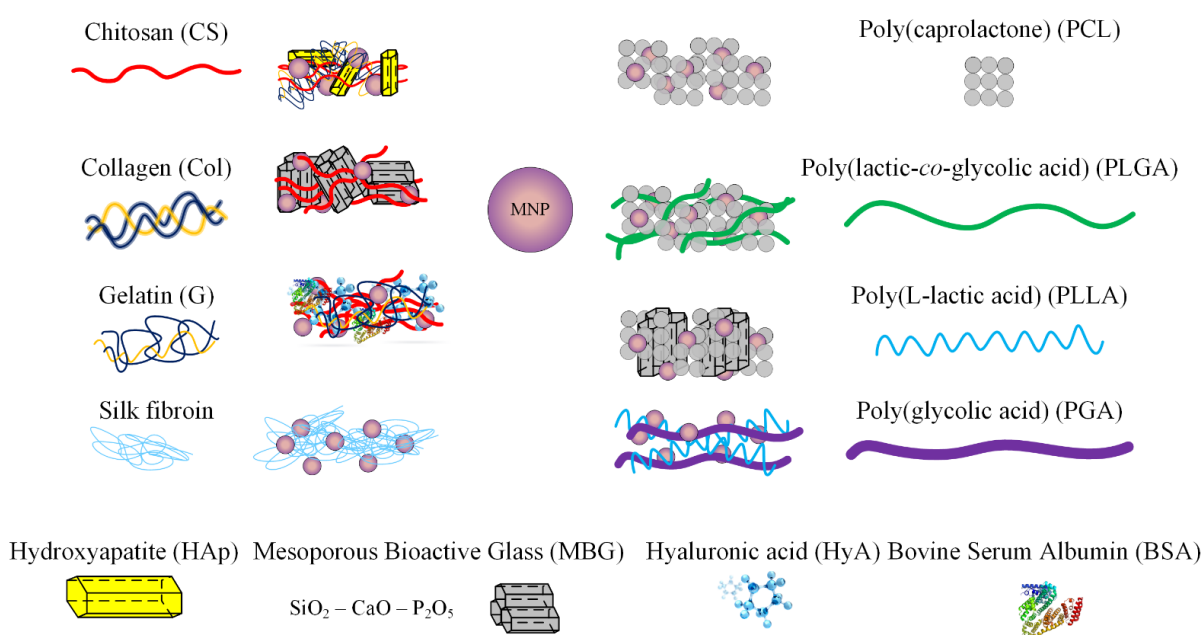 Chitosan (CS)
Poly(caprolactone) (PCL)
Collagen (Col)
Poly(lactic-co-glycolic acid) (PLGA)
MNP
Gelatin (G)
Poly(L-lactic acid) (PLLA)
Silk fibroin
Poly(glycolic acid) (PGA)
Hydroxyapatite (HAp)
Mesoporous Bioactive Glass (MBG)
Hyaluronic acid (HyA)
Bovine Serum Albumin (BSA)
SiO₂ – CaO – P₂O₅